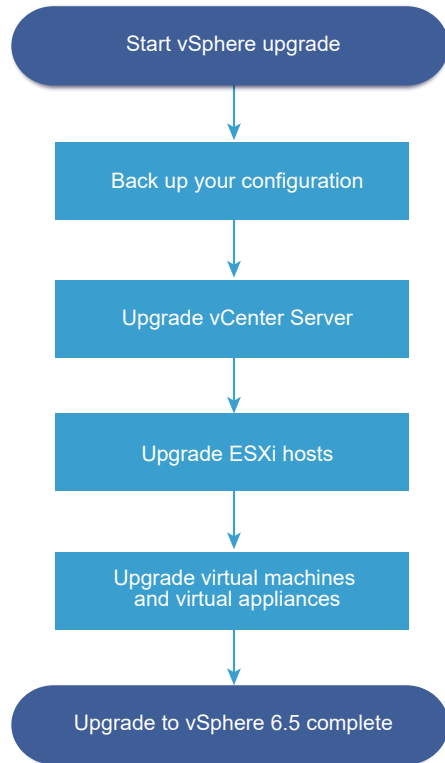 Start vSphere upgrade
Back up your configuration
Upgrade vCenter Server
Upgrade ESXi hosts
Upgrade virtual machines
and virtual appliances
Upgrade to vSphere 6.5 complete